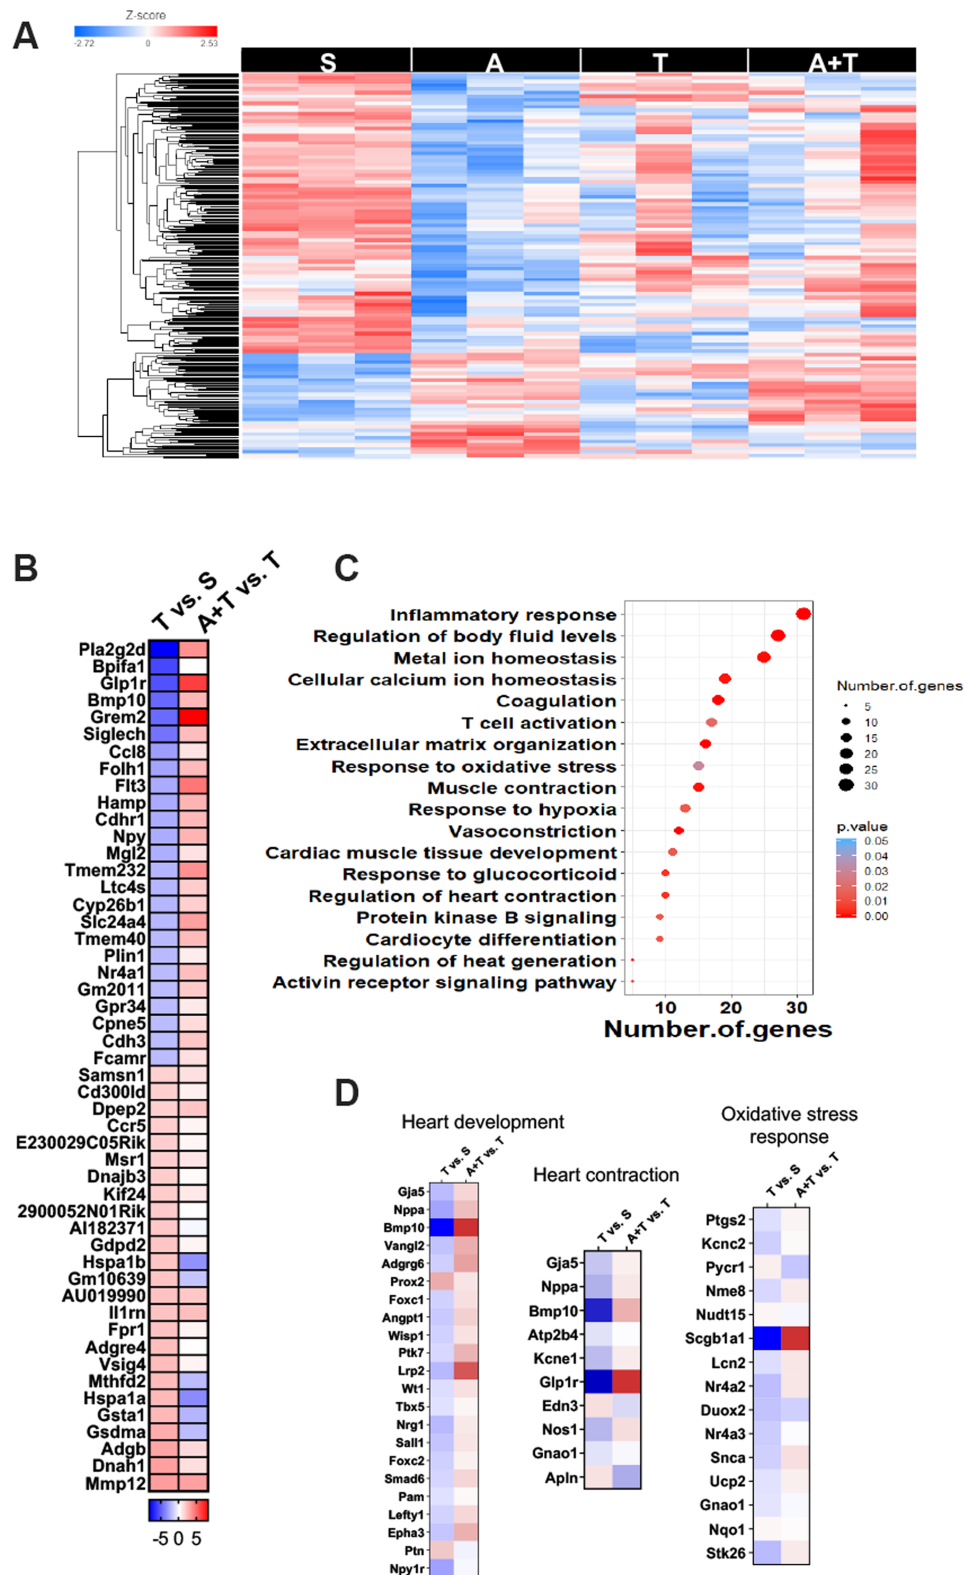 A
Z-score
-2.72 0 2.53
S A T A+T
B
T vs. S
A+T vs. T
Pla2g2d
Bpifa1
Glp1r
Bmp10
Grem2
Siglech
Ccl8
Folh1
Flt3
Hamp
Cdhr1
Npy
Mgl2
Tmem232
Ltc4s
Cyp26b1
Slc24a4
Tmem40
Plin1
Nr4a1
Gm2011
Gpr34
Cpne5
Cdh3
Fcamr
Samsn1
Cd300ld
Dpep2
Ccr5
E230029C05Rik
Msr1
Dnajb3
Kif24
2900052N01Rik
AI182371
Gdpd2
Hspa1b
Gm10639
AU019990
Il1rn
Fpr1
Adgre4
Vsig4
Mthfd2
Hspa1a
Gsta1
Gsdma
Adgb
Dnah1
Mmp12
-5 0 5
C
Inflammatory response
Regulation of body fluid levels
Metal ion homeostasis
Cellular calcium ion homeostasis
Coagulation
T cell activation
Extracellular matrix organization
Response to oxidative stress
Muscle contraction
Response to hypoxia
Vasoconstriction
Cardiac muscle tissue development
Response to glucocorticoid
Regulation of heart contraction
Protein kinase B signaling
Cardiocyte differentiation
Regulation of heat generation
Activin receptor signaling pathway
10 20 30
Number.of.genes
Number.of.genes
5
10
15
20
25
30
p.value
0.05
0.04
0.03
0.02
0.01
0.00
D
Heart development
T vs. S
A+T vs. T
Gja5
Nppa
Bmp10
Vangl2
Adgrg6
Prox2
Foxc1
Angpt1
Wisp1
Ptk7
Lrp2
Wt1
Tbx5
Nrg1
Sall1
Foxc2
Smad6
Pam
Lefty1
Epha3
Ptn
Npy1r
Heart contraction
T vs. S
A+T vs. T
Gja5
Nppa
Bmp10
Atp2b4
Kcne1
Glp1r
Edn3
Nos1
Gnao1
Apln
Oxidative stress
response
T vs. S
A+T vs. T
Ptgs2
Kcnc2
Pycr1
Nme8
Nudt15
Scgb1a1
Lcn2
Nr4a2
Duox2
Nr4a3
Snca
Ucp2
Gnao1
Nqo1
Stk26